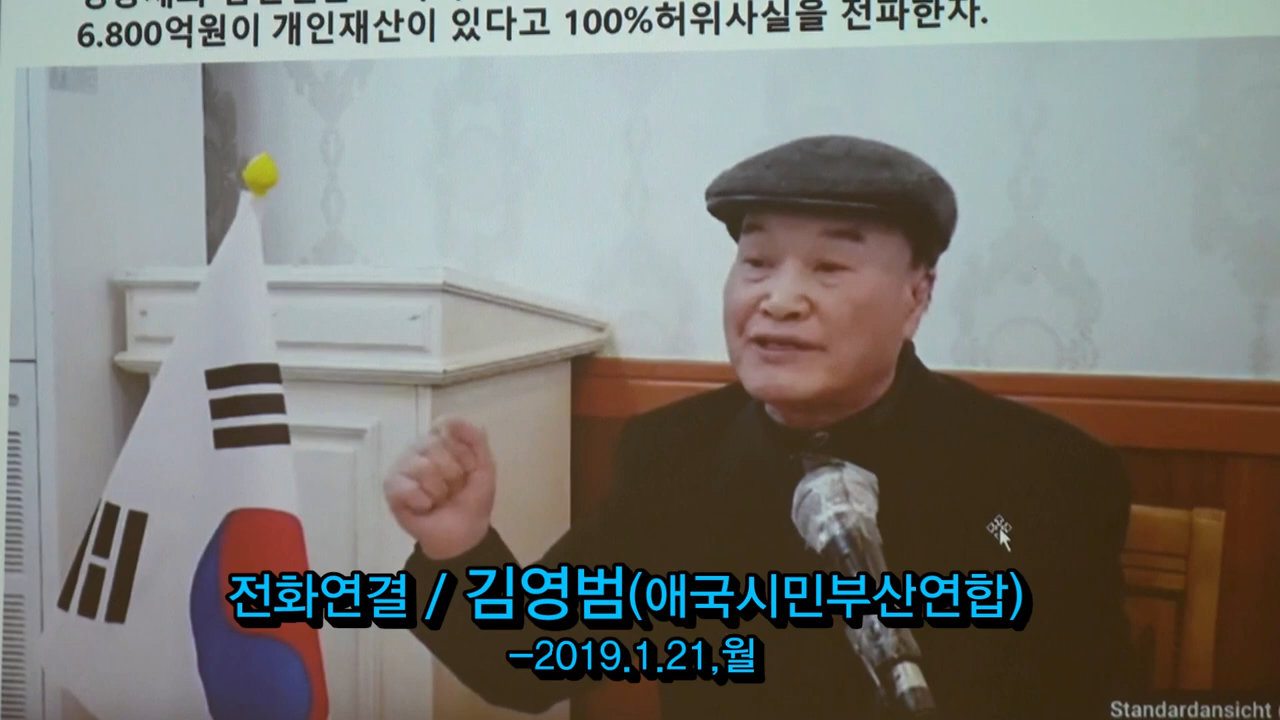 6.800억원이 개인재산이 있다고 100%허위사실을 전파한자.
전화연결 / 김영범(애국시민부산연합)
-2019.1.21,월
Standardansicht